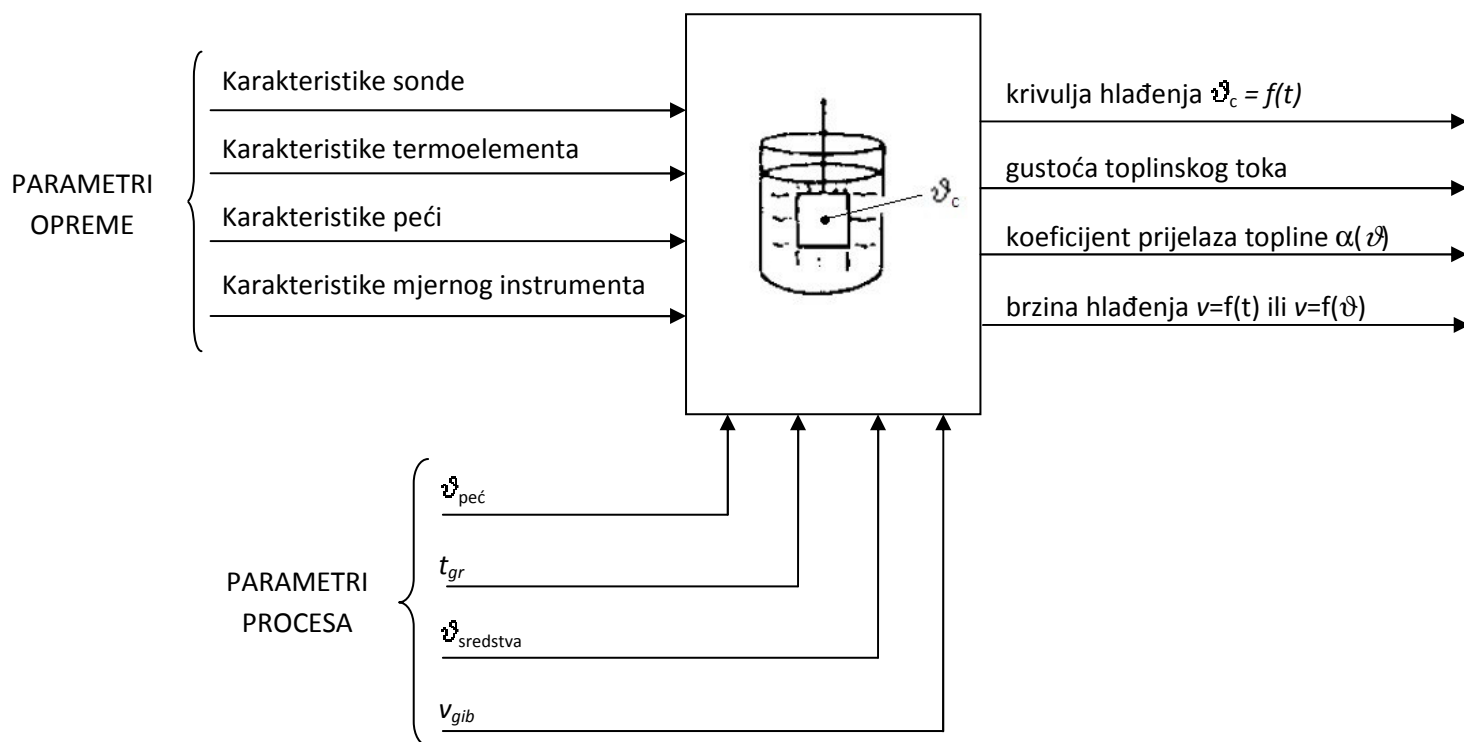 PARAMETRI
OPREME
Karakteristike sonde
Karakteristike termoelementa
Karakteristike peći
Karakteristike mjernog instrumenta
ϑc
krivulja hlađenja ϑc = f(t)
gustoća toplinskog toka
koeficijent prijelaza topline α(ϑ)
brzina hlađenja v=f(t) ili v=f(ϑ)
PARAMETRI
PROCESA
ϑpeć
tgr
ϑsredstva
vgib